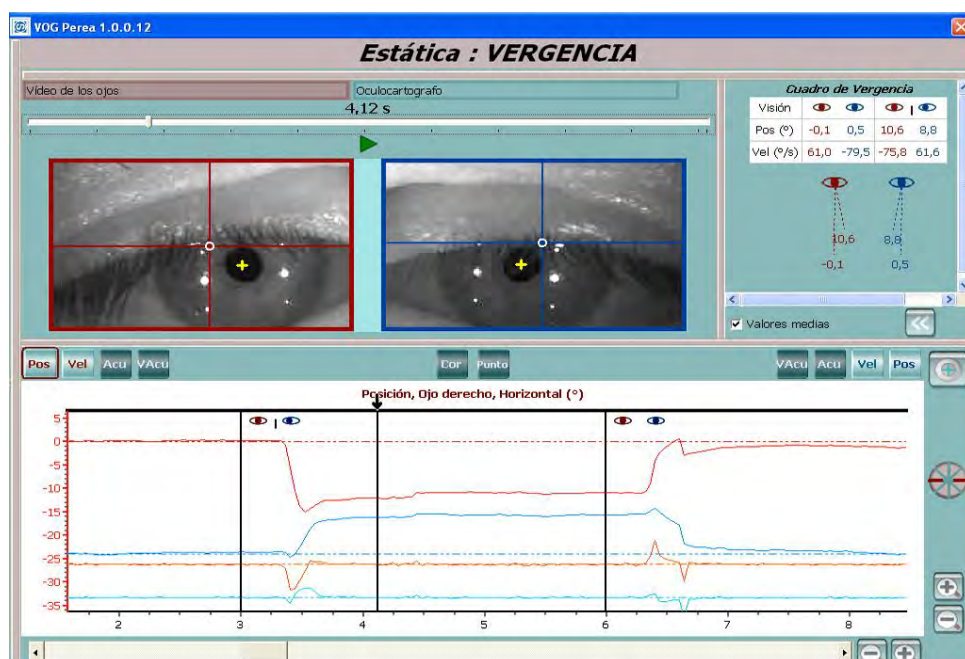 VOG Perea 1.0.0.12
Estática : VERGENCIA
Vídeo de los ojos Oculocartografo
4,12 s
Cuadro de Vergencia
Visión
Pos (º) -0,1 0,5 10,6 8,8
Vel (º/s) 61,0 -79,5 -75,8 61,6
10,6 8,8
-0,1 0,5
Valores medias
Pos Vel Acu VAcu Cor Punto VAcu Acu Vel Pos
Posición, Ojo derecho, Horizontal (º)
5
0
-5
-10
-15
-20
-25
-30
-35
2 3 4 5 6 7 8